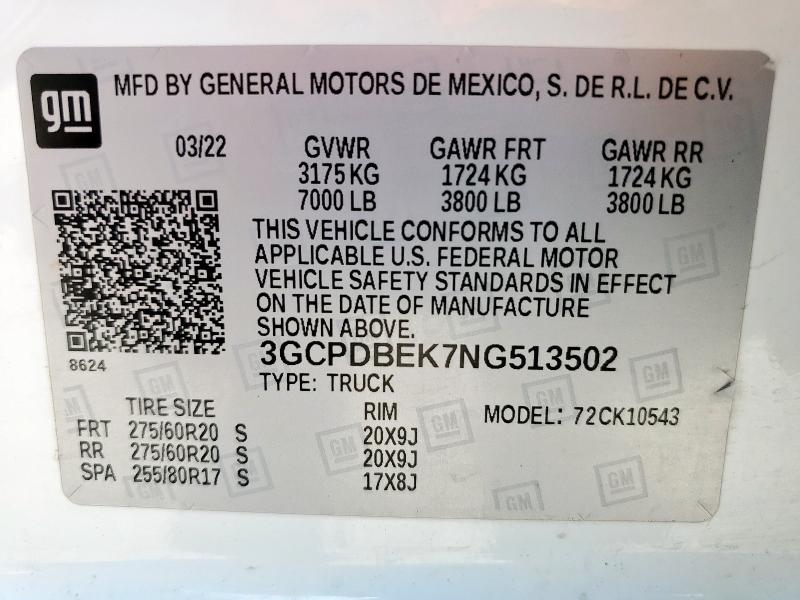 gm
MFD BY GENERAL MOTORS DE MEXICO, S. DE R.L. DE C.V.
03/22 GVWR GAWR FRT GAWR RR
3175 KG 1724 KG 1724 KG
7000 LB 3800 LB 3800 LB
THIS VEHICLE CONFORMS TO ALL
APPLICABLE U.S. FEDERAL MOTOR
VEHICLE SAFETY STANDARDS IN EFFECT
ON THE DATE OF MANUFACTURE
SHOWN ABOVE.
8624
3GCPDBEK7NG513502
TYPE: TRUCK
TIRE SIZE RIM MODEL: 72CK10543
FRT 275/60R20 S 20X9J
RR 275/60R20 S 20X9J
SPA 255/80R17 S 17X8J